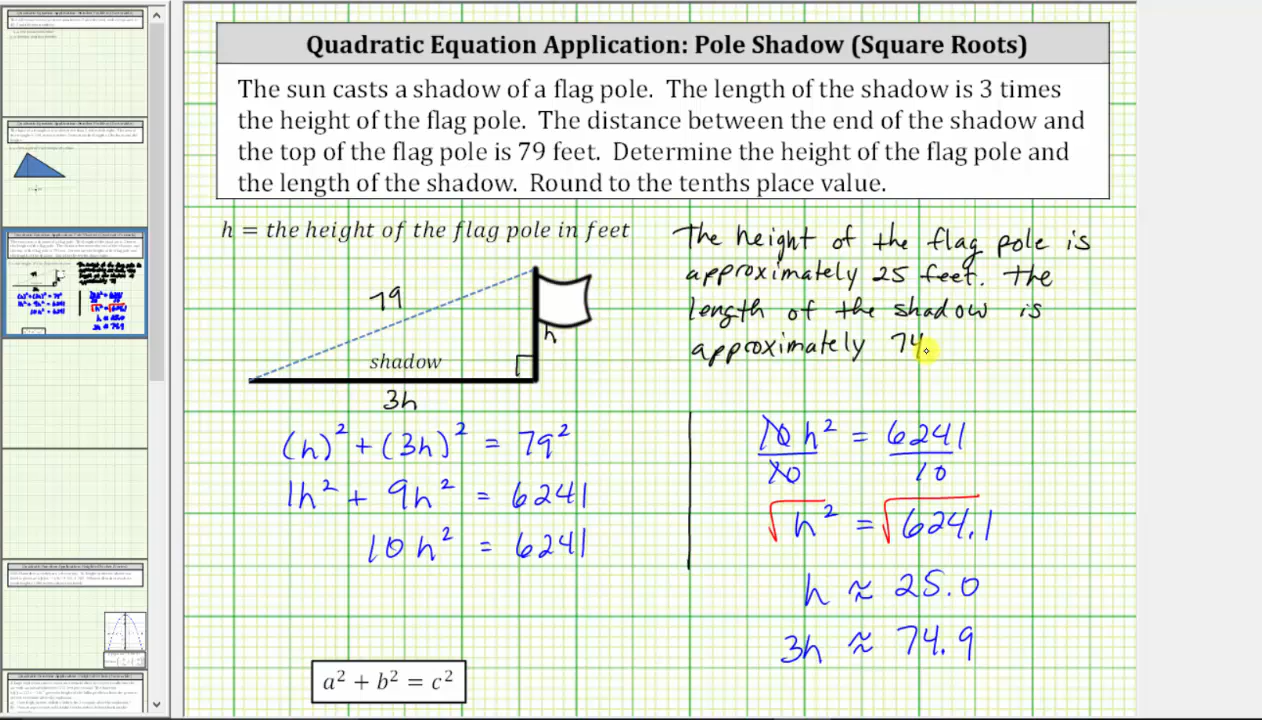 Quadratic Equation Application: Pole Shadow (Square Roots)
The sun casts a shadow of a flag pole. The length of the shadow is 3 times
the height of the flag pole. The distance between the end of the shadow and
the top of the flag pole is 79 feet. Determine the height of the flag pole and
the length of the shadow. Round to the tenths place value.
h = the height of the flag pole in feet
79
h
shadow
3h
(h)² + (3h)² = 79²
1h² + 9h² = 6241
10h² = 6241
a² + b² = c²
The height of the flag pole is
approximately 25 feet. The
length of the shadow is
approximately 74
10h² = 6241
10 10
√h² = √624.1
h ≈ 25.0
3h ≈ 74.9